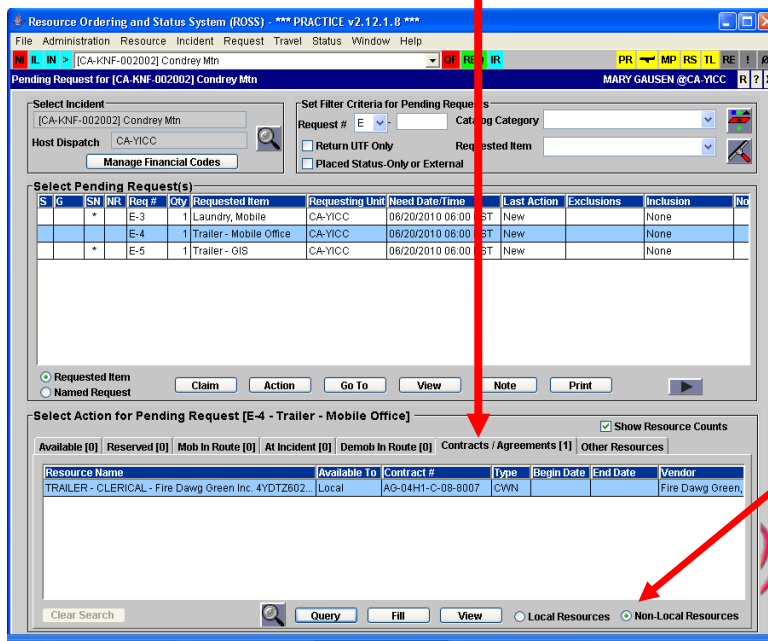 Resource Ordering and Status System (ROSS) - *** PRACTICE v2.12.1.8 ***
File Administration Resource Incident Request Travel Status Window Help
NI IL IN > [CA-KNF-002002] Condrey Mtn OF IR PR MP RS TL RE !
Pending Request for [CA-KNF-002002] Condrey Mtn MARY GAUSEN @CA-YICC R ?
Select Incident
[CA-KNF-002002] Condrey Mtn
Host Dispatch CA-YICC
Manage Financial Codes
Set Filter Criteria for Pending Requests
Request # E - Catalog Category
Return UTF Only Requested Item
Placed Status-Only or External
Select Pending Request(s)
S G SN NR Req # Qty Requested Item Requesting Unit Need Date/Time Last Action Exclusions Inclusion No
* E-3 1 Laundry, Mobile CA-YICC 06/20/2010 06:00 New None
E-4 1 Trailer - Mobile Office CA-YICC 06/20/2010 06:00 New None
* E-5 1 Trailer - GIS CA-YICC 06/20/2010 06:00 New None
Requested Item
Named Request
Claim Action Go To View Note Print
Select Action for Pending Request [E-4 - Trailer - Mobile Office]
Show Resource Counts
Available [0] Reserved [0] Mob In Route [0] At Incident [0] Demob In Route [0] Contracts / Agreements [1] Other Resources
Resource Name Available To Contract # Type Begin Date End Date Vendor
TRAILER - CLERICAL - Fire Dawg Green Inc. 4YDTZ602... Local AG-04H1-C-08-8007 CWN Fire Dawg Green,
Clear Search Query Fill View Local Resources Non-Local Resources